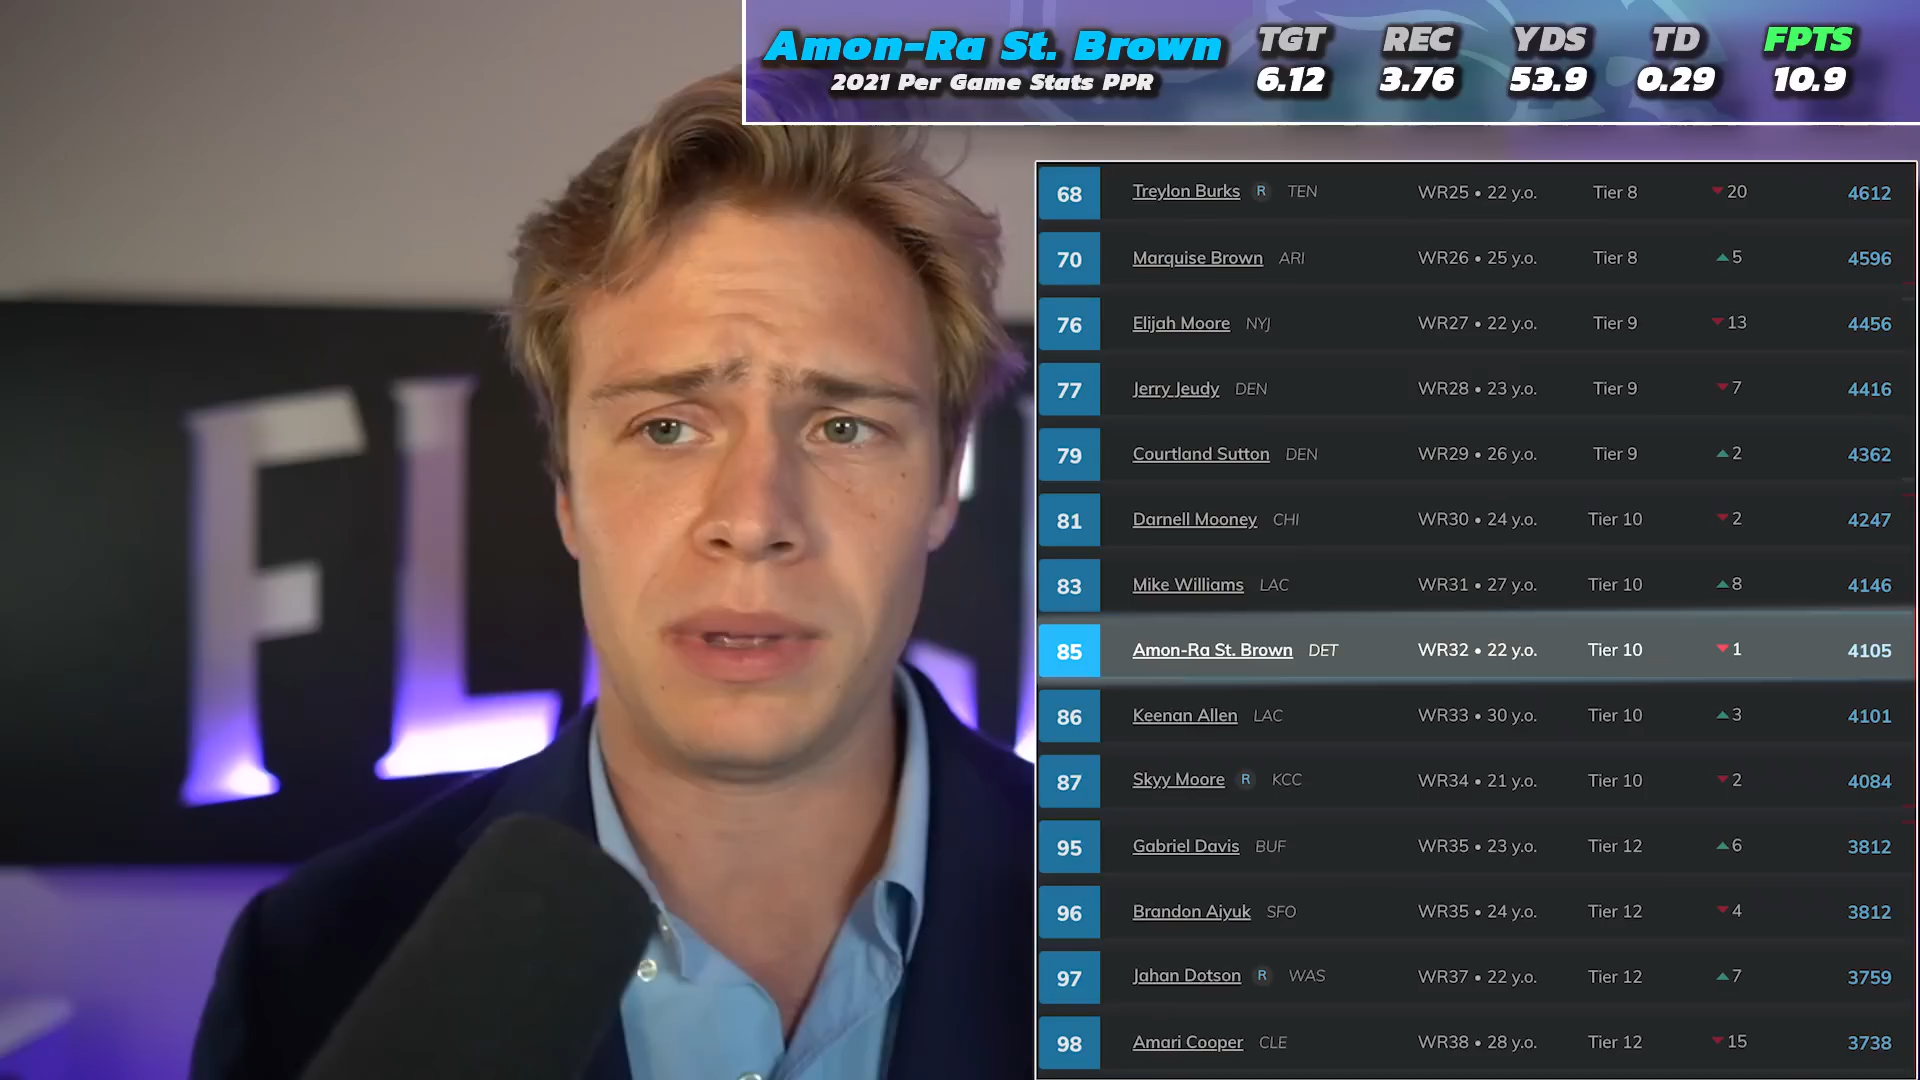 Amon-Ra St. Brown TGT REC YDS TD FPTS
2021 Per Game Stats PPR 6.12 3.76 53.9 0.29 10.9
68 Treylon Burks R TEN WR25 • 22 y.o. Tier 8 ▼ 20 4612
70 Marquise Brown ARI WR26 • 25 y.o. Tier 8 ▲ 5 4596
76 Elijah Moore NYJ WR27 • 22 y.o. Tier 9 ▼ 13 4456
77 Jerry Jeudy DEN WR28 • 23 y.o. Tier 9 ▼ 7 4416
79 Courtland Sutton DEN WR29 • 26 y.o. Tier 9 ▲ 2 4362
81 Darnell Mooney CHI WR30 • 24 y.o. Tier 10 ▼ 2 4247
83 Mike Williams LAC WR31 • 27 y.o. Tier 10 ▲ 8 4146
85 Amon-Ra St. Brown DET WR32 • 22 y.o. Tier 10 ▼ 1 4105
86 Keenan Allen LAC WR33 • 30 y.o. Tier 10 ▲ 3 4101
87 Skyy Moore R KCC WR34 • 21 y.o. Tier 10 ▼ 2 4084
95 Gabriel Davis BUF WR35 • 23 y.o. Tier 12 ▲ 6 3812
96 Brandon Aiyuk SFO WR35 • 24 y.o. Tier 12 ▼ 4 3812
97 Jahan Dotson R WAS WR37 • 22 y.o. Tier 12 ▲ 7 3759
98 Amari Cooper CLE WR38 • 28 y.o. Tier 12 ▼ 15 3738
FL